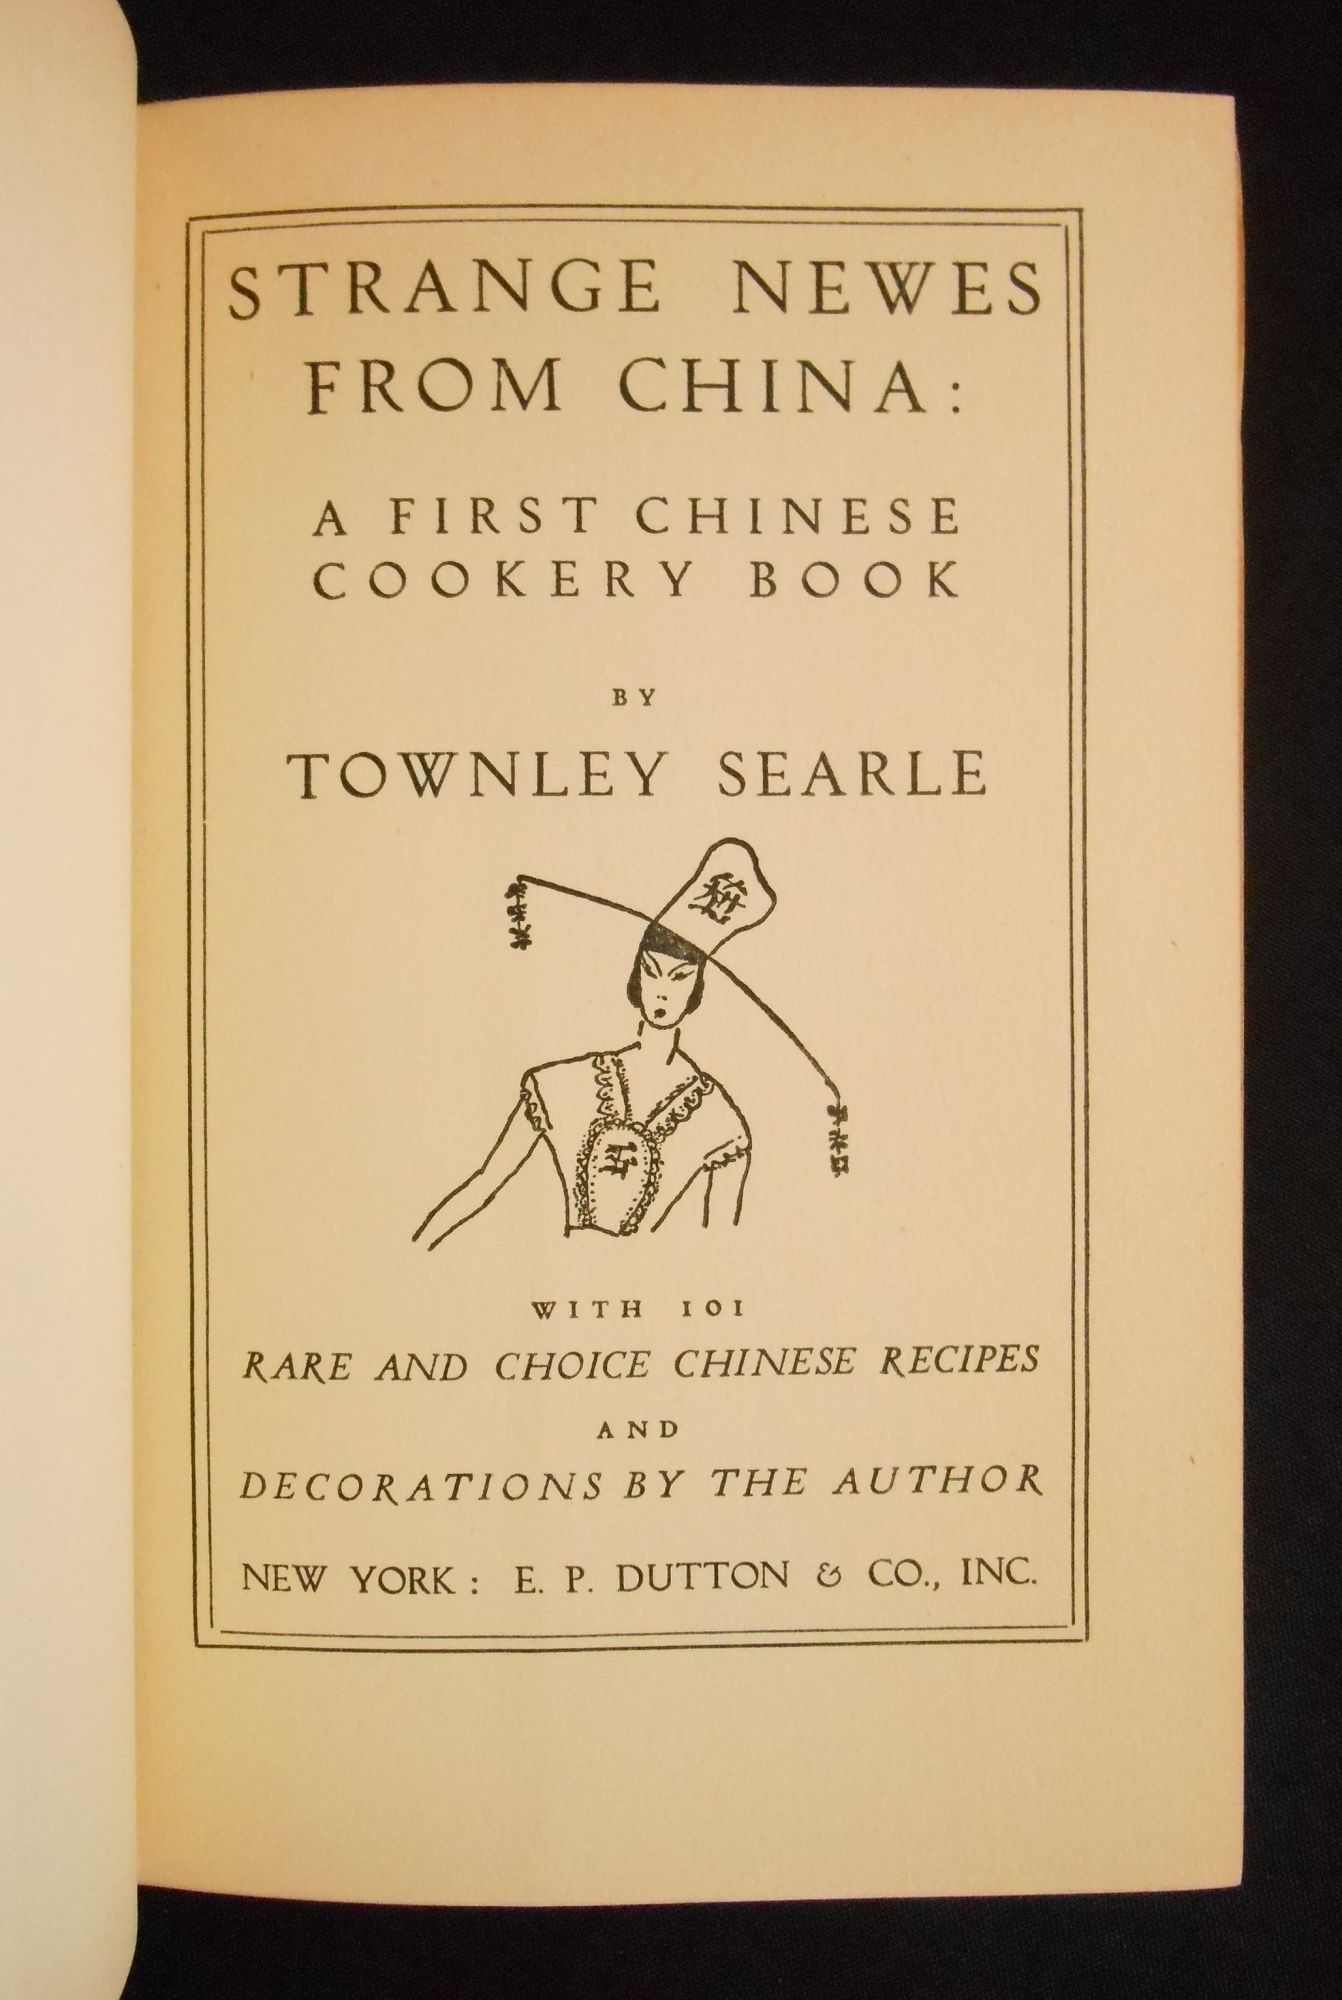 STRANGE NEWES
FROM CHINA:
A FIRST CHINESE
COOKERY BOOK
BY
TOWNLEY SEARLE
WITH 101
RARE AND CHOICE CHINESE RECIPES
AND
DECORATIONS BY THE AUTHOR
NEW YORK: E. P. DUTTON & CO., INC.